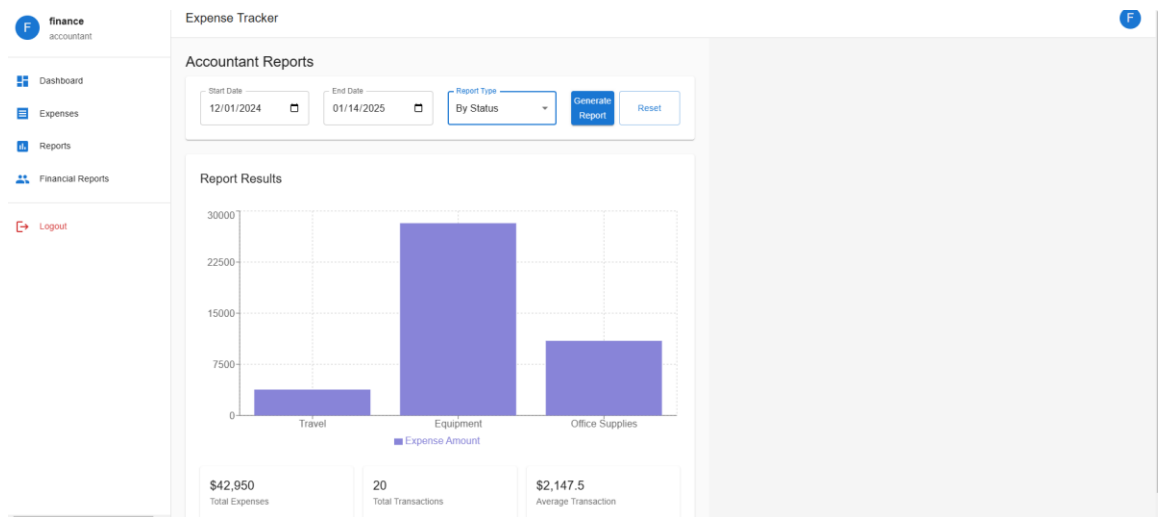 F
finance
accountant
Dashboard
Expenses
Reports
Financial Reports
Logout
Expense Tracker
F
Accountant Reports
Start Date
12/01/2024
End Date
01/14/2025
Report Type
By Status
Generate
Report
Reset
Report Results
30000
22500
15000
7500
0
Travel
Equipment
Office Supplies
Expense Amount
$42,950
Total Expenses
20
Total Transactions
$2,147.5
Average Transaction